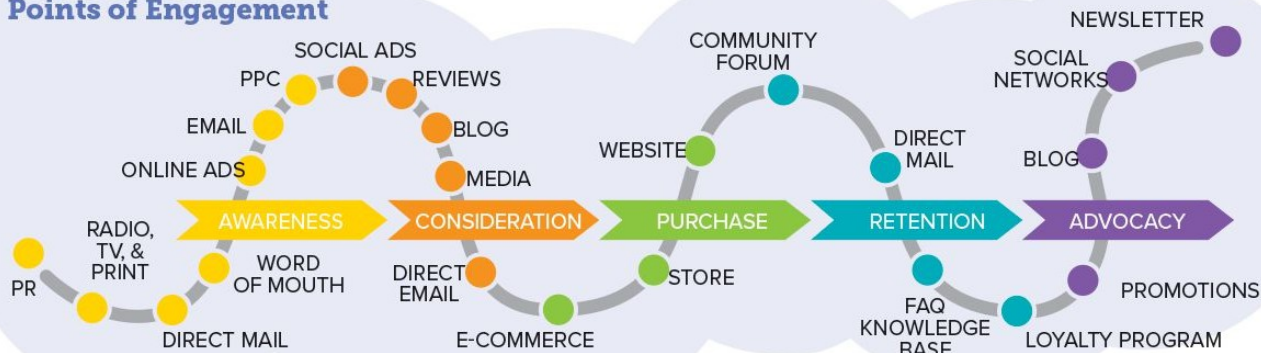 Points of Engagement
PR
RADIO,
TV, &
PRINT
DIRECT MAIL
WORD
OF MOUTH
ONLINE ADS
EMAIL
PPC
SOCIAL ADS
REVIEWS
BLOG
MEDIA
AWARENESS
CONSIDERATION
PURCHASE
RETENTION
ADVOCACY
DIRECT
EMAIL
E-COMMERCE
STORE
WEBSITE
COMMUNITY
FORUM
DIRECT
MAIL
FAQ
KNOWLEDGE
BASE
LOYALTY PROGRAM
PROMOTIONS
BLOG
SOCIAL
NETWORKS
NEWSLETTER